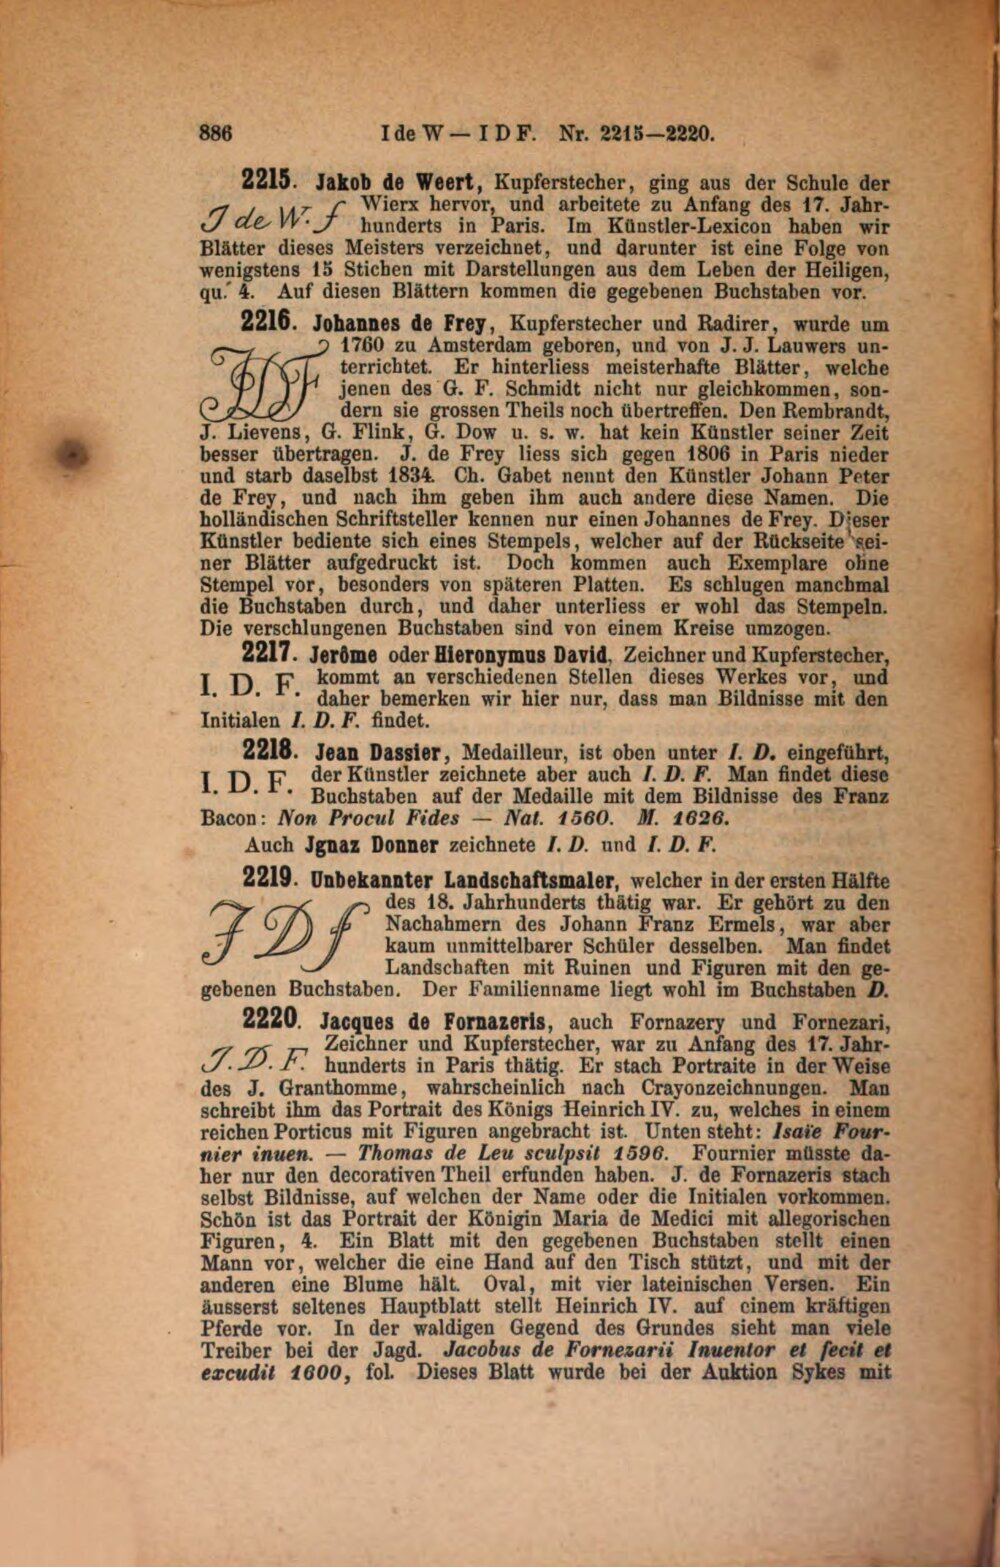 886 I de W — I D F. Nr. 2215—2220.
2215. Jakob de Weert, Kupferstecher, ging aus der Schule der
J de W. f Wierx hervor, und arbeitete zu Anfang des 17. Jahr-
hunderts in Paris. Im Künstler-Lexicon haben wir
Blätter dieses Meisters verzeichnet, und darunter ist eine Folge von
wenigstens 15 Stichen mit Darstellungen aus dem Leben der Heiligen,
qu. 4. Auf diesen Blättern kommen die gegebenen Buchstaben vor.
2216. Johannes de Frey, Kupferstecher und Radirer, wurde um
1760 zu Amsterdam geboren, und von J. J. Lauwers un-
terrichtet. Er hinterliess meisterhafte Blätter, welche
jenen des G. F. Schmidt nicht nur gleichkommen, son-
dern sie grossen Theils noch übertreffen. Den Rembrandt,
J. Lievens, G. Flink, G. Dow u. s. w. hat kein Künstler seiner Zeit
besser übertragen. J. de Frey liess sich gegen 1806 in Paris nieder
und starb daselbst 1834. Ch. Gabet nennt den Künstler Johann Peter
de Frey, und nach ihm geben ihm auch andere diese Namen. Die
holländischen Schriftsteller kennen nur einen Johannes de Frey. Dieser
Künstler bediente sich eines Stempels, welcher auf der Rückseite sei-
ner Blätter aufgedruckt ist. Doch kommen auch Exemplare ohne
Stempel vor, besonders von späteren Platten. Es schlugen manchmal
die Buchstaben durch, und daher unterliess er wohl das Stempeln.
Die verschlungenen Buchstaben sind von einem Kreise umzogen.
2217. Jerôme oder Hieronymus David, Zeichner und Kupferstecher,
I. D. F. kommt an verschiedenen Stellen dieses Werkes vor, und
daher bemerken wir hier nur, dass man Bildnisse mit den
Initialen I. D. F. findet.
2218. Jean Dassier, Medailleur, ist oben unter I. D. eingeführt,
I. D. F. der Künstler zeichnete aber auch I. D. F. Man findet diese
Buchstaben auf der Medaille mit dem Bildnisse des Franz
Bacon: Non Procul Fides — Nat. 1560. M. 1626.
Auch Jgnaz Donner zeichnete I. D. und I. D. F.
2219. Unbekannter Landschaftsmaler, welcher in der ersten Hälfte
J D f des 18. Jahrhunderts thätig war. Er gehört zu den
Nachahmern des Johann Franz Ermels, war aber
kaum unmittelbarer Schüler desselben. Man findet
Landschaften mit Ruinen und Figuren mit den ge-
gebenen Buchstaben. Der Familienname liegt wohl im Buchstaben D.
2220. Jacques de Fornazeris, auch Fornazery und Fornezari,
J. D. F. Zeichner und Kupferstecher, war zu Anfang des 17. Jahr-
hunderts in Paris thätig. Er stach Portraite in der Weise
des J. Granthomme, wahrscheinlich nach Crayonzeichnungen. Man
schreibt ihm das Portrait des Königs Heinrich IV. zu, welches in einem
reichen Porticus mit Figuren angebracht ist. Unten steht: Isaïe Four-
nier inuen. — Thomas de Leu sculpsit 1596. Fournier müsste da-
her nur den decorativen Theil erfunden haben. J. de Fornazeris stach
selbst Bildnisse, auf welchen der Name oder die Initialen vorkommen.
Schön ist das Portrait der Königin Maria de Medici mit allegorischen
Figuren, 4. Ein Blatt mit den gegebenen Buchstaben stellt einen
Mann vor, welcher die eine Hand auf den Tisch stützt, und mit der
anderen eine Blume hält. Oval, mit vier lateinischen Versen. Ein
äusserst seltenes Hauptblatt stellt Heinrich IV. auf einem kräftigen
Pferde vor. In der waldigen Gegend des Grundes sieht man viele
Treiber bei der Jagd. Jacobus de Fornezarii Inuentor et fecit et
excudit 1600, fol. Dieses Blatt wurde bei der Auktion Sykes mit